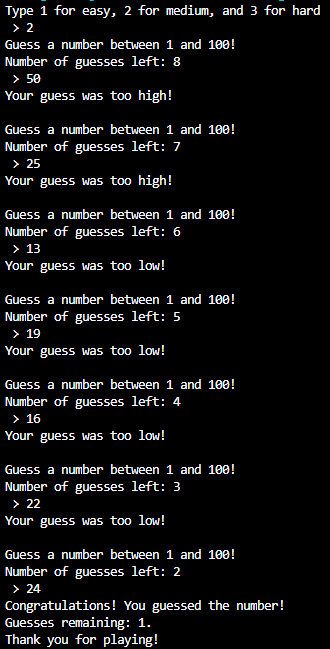 Type 1 for easy, 2 for medium, and 3 for hard
> 2
Guess a number between 1 and 100!
Number of guesses left: 8
> 50
Your guess was too high!
Guess a number between 1 and 100!
Number of guesses left: 7
> 25
Your guess was too high!
Guess a number between 1 and 100!
Number of guesses left: 6
> 13
Your guess was too low!
Guess a number between 1 and 100!
Number of guesses left: 5
> 19
Your guess was too low!
Guess a number between 1 and 100!
Number of guesses left: 4
> 16
Your guess was too low!
Guess a number between 1 and 100!
Number of guesses left: 3
> 22
Your guess was too low!
Guess a number between 1 and 100!
Number of guesses left: 2
> 24
Congratulations! You guessed the number!
Guesses remaining: 1.
Thank you for playing!